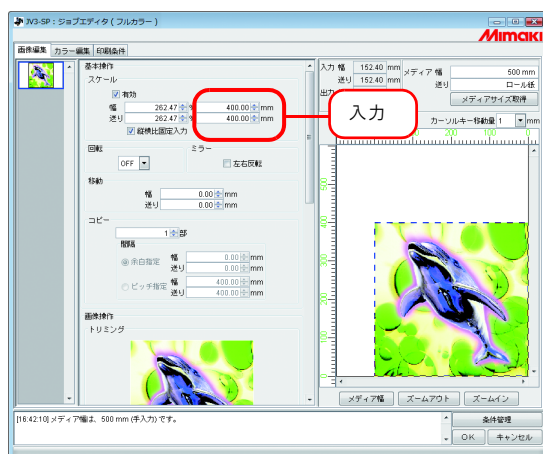 JV3-SP : ジョブエディタ ( フルカラー )
Mimaki
画像編集 カラー編集 印刷条件
基本操作
スケール
有効
幅 262.47 % 400.00 mm
送り 262.47 400.00 mm
縦横比固定入力
入力
回転 ミラー
OFF 左右反転
移動
幅 0.00 mm
送り 0.00 mm
コピー
1 部
間隔
余白指定 幅 0.00 mm
送り 0.00 mm
ピッチ指定 幅 400.00 mm
送り 400.00 mm
画像操作
トリミング
入力 幅 152.40 mm
送り 152.40 mm
メディア 幅 500 mm
送り ロール紙
メディアサイズ取得
カーソルキー移動量 1 mm
200 100 0
500
400
300
200
100
0
メディア幅 ズームアウト ズームイン
[16:42:10] メディア幅は、500 mm (手入力) です。
条件管理
OK キャンセル